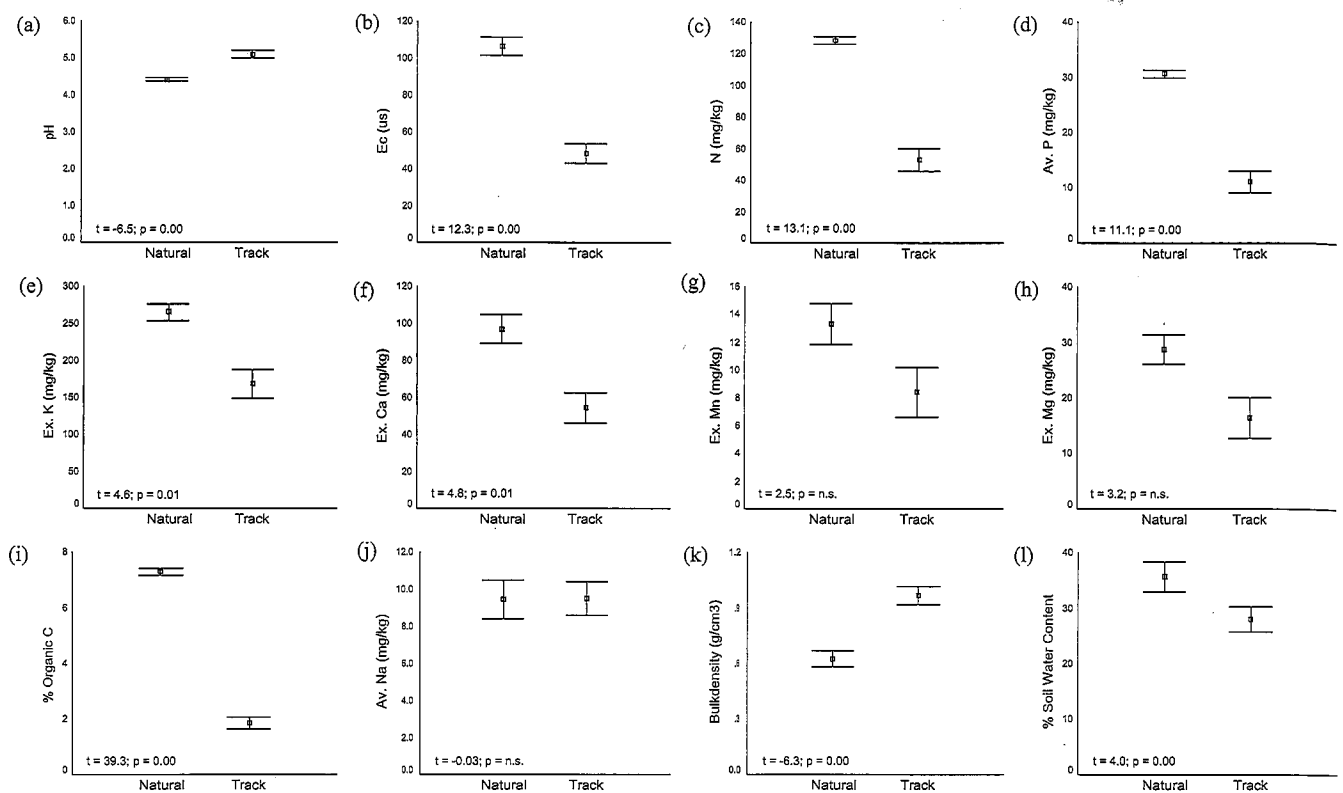 (a)
pH
6.0
5.0
4.0
3.0
2.0
1.0
0.0
t = -6.5; p = 0.00
Natural Track
(b)
Ec (us)
120
100
80
60
40
20
0
t = 12.3; p = 0.00
Natural Track
(c)
N (mg/kg)
140
120
100
80
60
40
20
0
t = 13.1; p = 0.00
Natural Track
(d)
Av. P (mg/kg)
40
30
20
10
0
t = 11.1; p = 0.00
Natural Track
(e)
Ex. K (mg/kg)
300
250
200
150
100
50
0
t = 4.6; p = 0.01
Natural Track
(f)
Ex. Ca (mg/kg)
120
100
80
60
40
20
0
t = 4.8; p = 0.01
Natural Track
(g)
Ex. Mn (mg/kg)
16
14
12
10
8
6
4
2
0
t = 2.5; p = n.s.
Natural Track
(h)
Ex. Mg (mg/kg)
40
30
20
10
0
t = 3.2; p = n.s.
Natural Track
(i)
% Organic C
8
6
4
2
0
t = 39.3; p = 0.00
Natural Track
(j)
Av. Na (mg/kg)
12.0
10.0
8.0
6.0
4.0
2.0
0.0
t = -0.03; p = n.s.
Natural Track
(k)
Bulkdensity (g/cm3)
1.2
.9
.6
0.0
t = -6.3; p = 0.00
Natural Track
(l)
% Soil Water Content
40
30
20
10
0
t = 4.0; p = 0.00
Natural Track